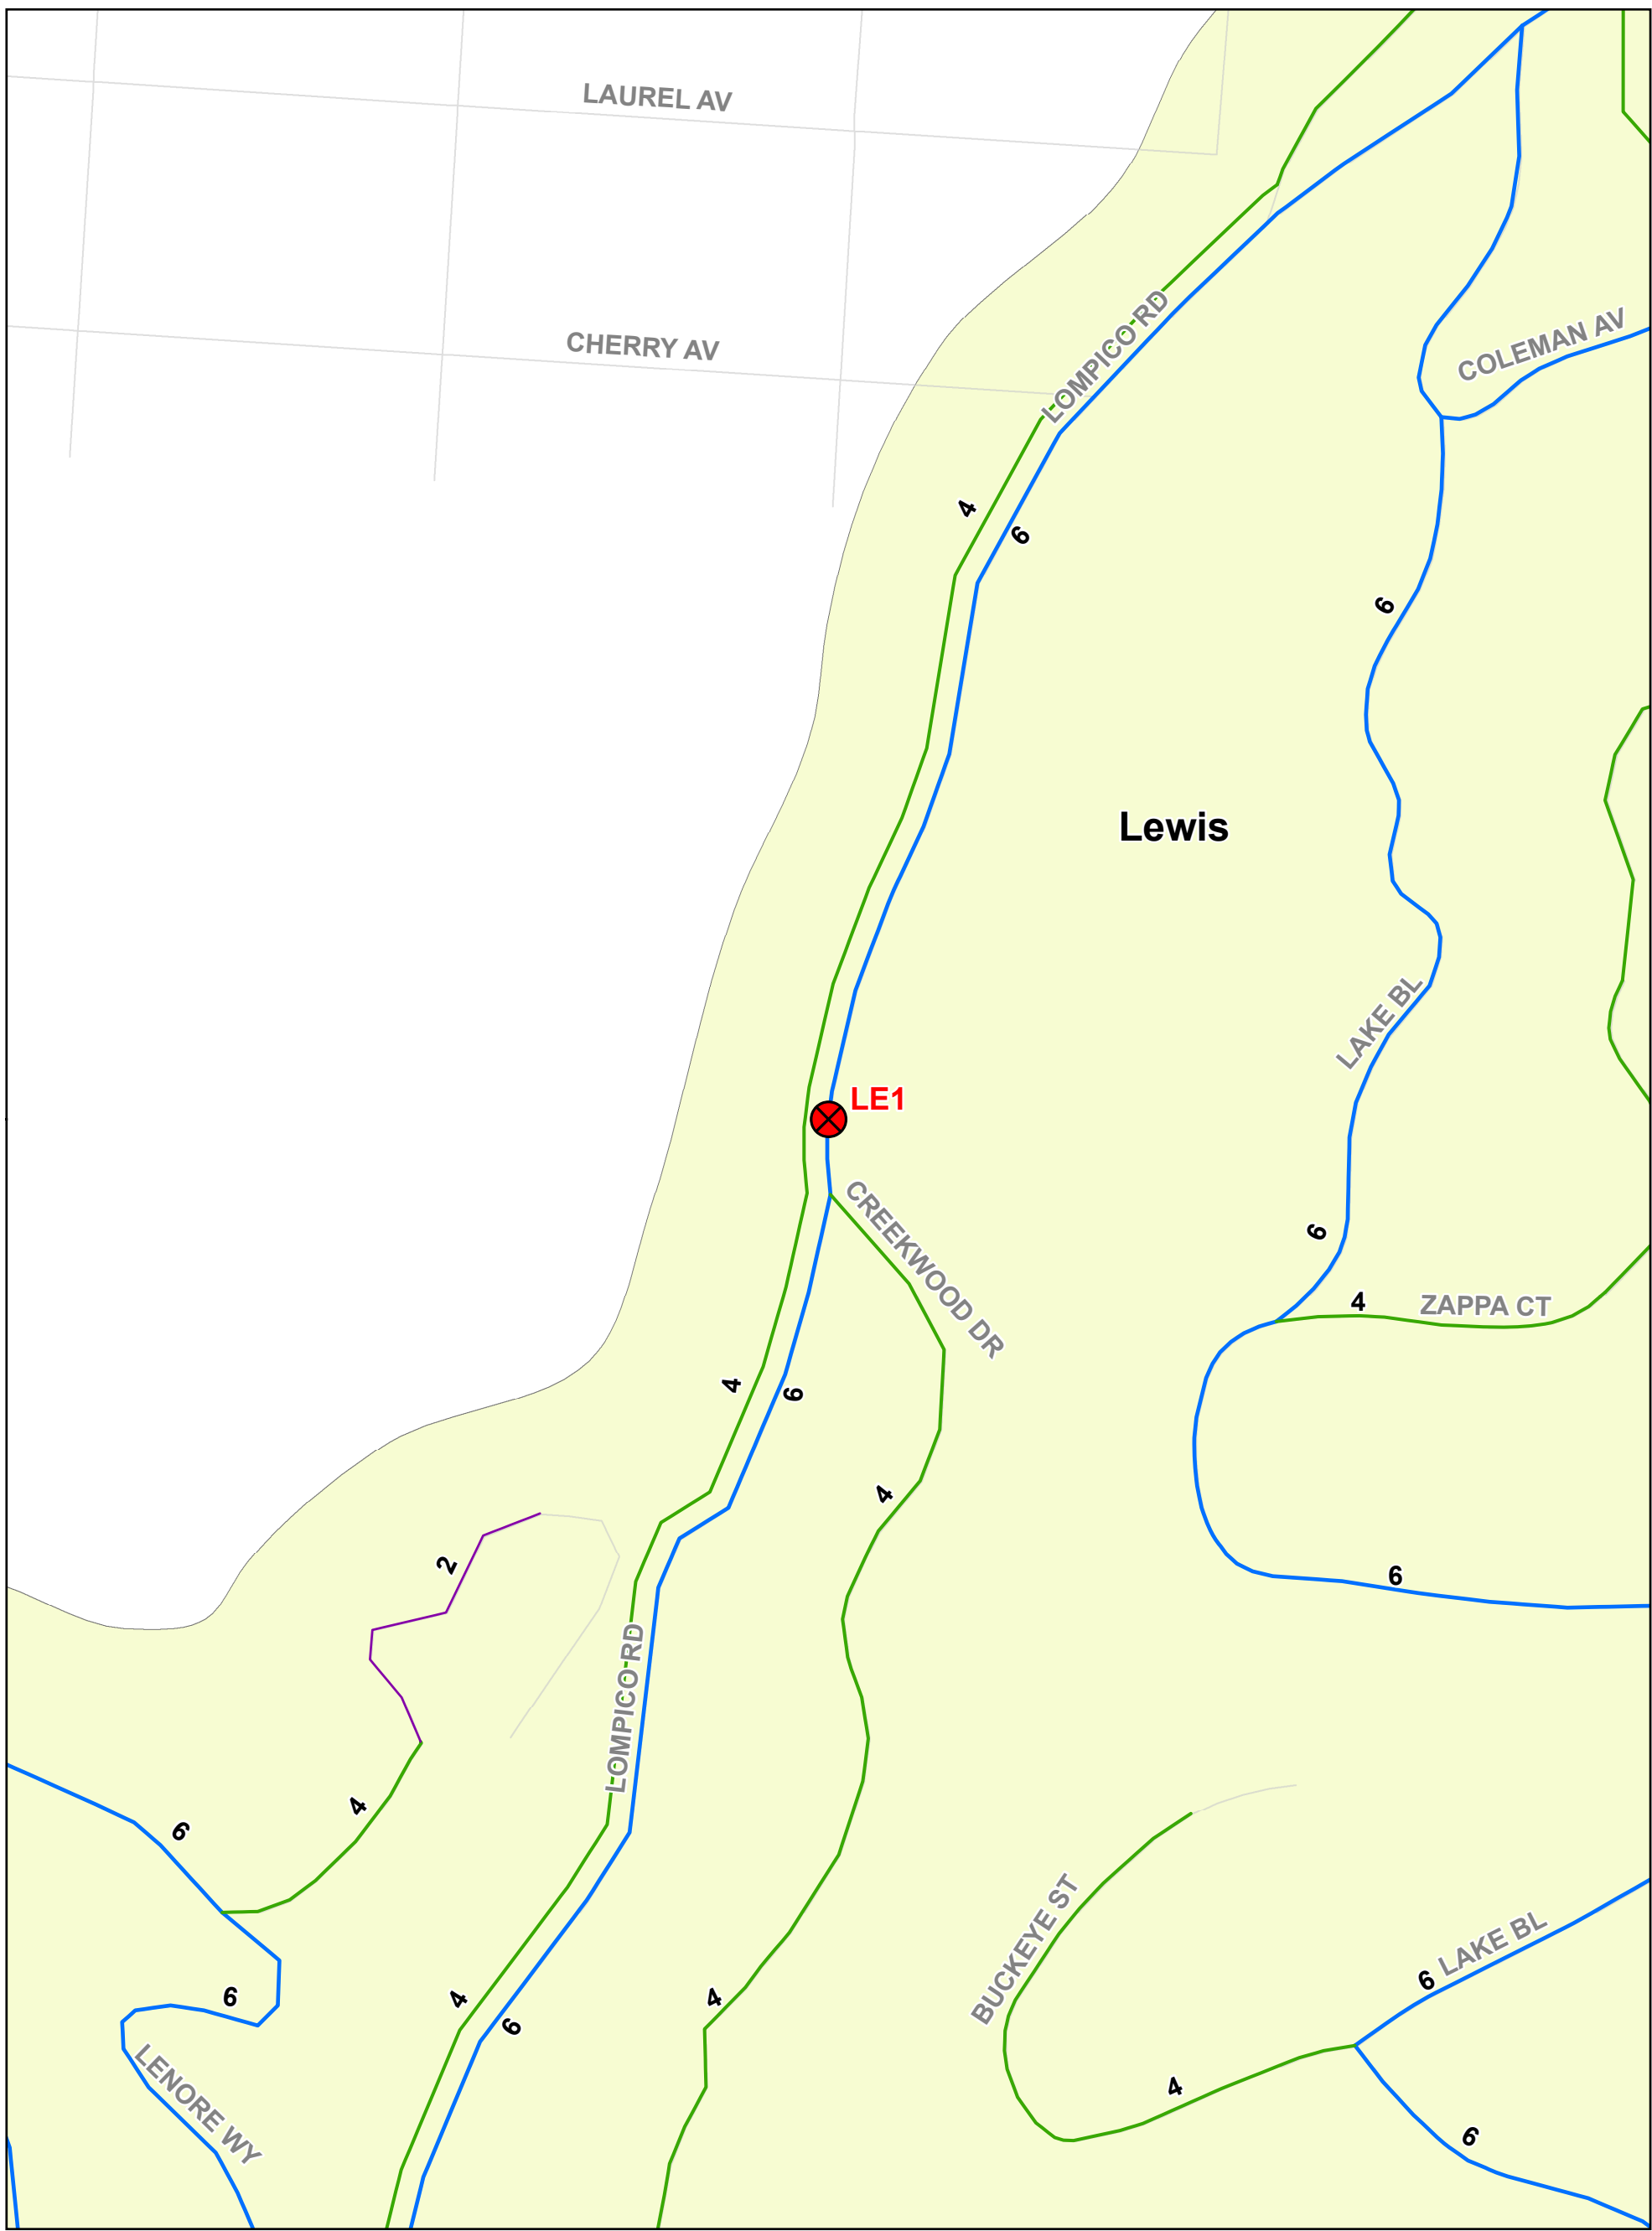 LAUREL AV
CHERRY AV
LOMPICO RD
COLEMAN AV
4
6
6
Lewis
LAKE BL
LE1
CREEKWOOD DR
6
4
ZAPPA CT
4
6
4
2
6
LOMPICO RD
4
6
BUCKEYE ST
6
LAKE BL
6
4
4
6
LENORE WY
4
6